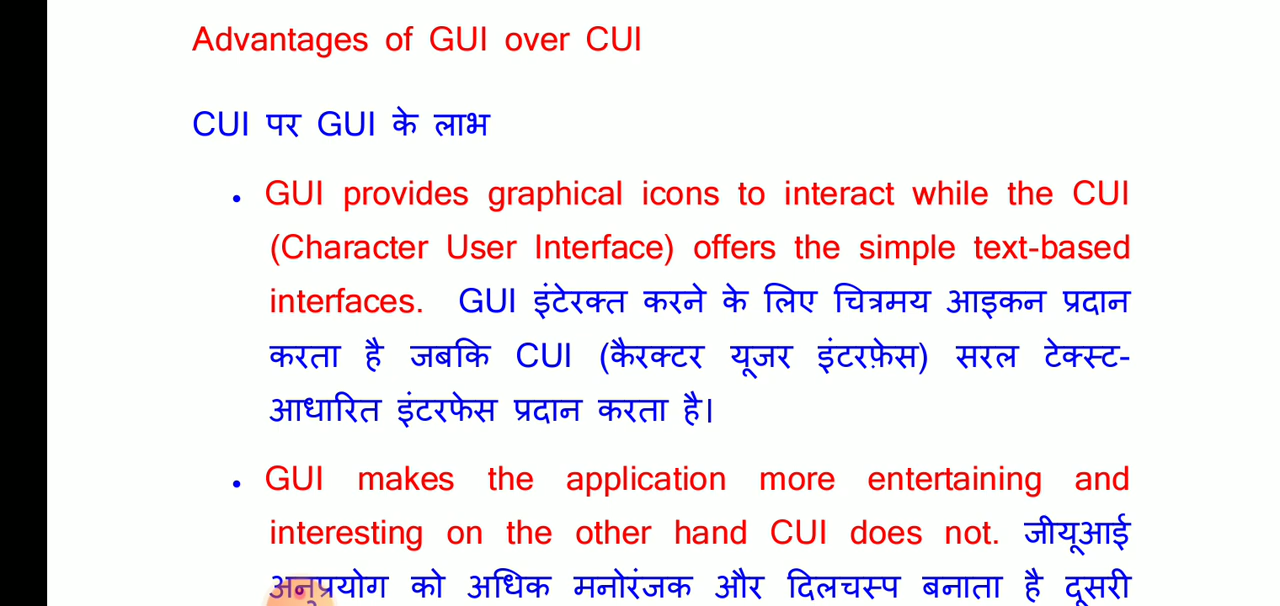 Advantages of GUI over CUI
CUI पर GUI के लाभ
• GUI provides graphical icons to interact while the CUI
(Character User Interface) offers the simple text-based
interfaces. GUI इंटेरक्त करने के लिए चित्रमय आइकन प्रदान
करता है जबकि CUI (कैरक्टर यूजर इंटरफ़ेस) सरल टेक्स्ट-
आधारित इंटरफेस प्रदान करता है।
• GUI makes the application more entertaining and
interesting on the other hand CUI does not. जीयूआई
अनुप्रयोग को अधिक मनोरंजक और दिलचस्प बनाता है दूसरी